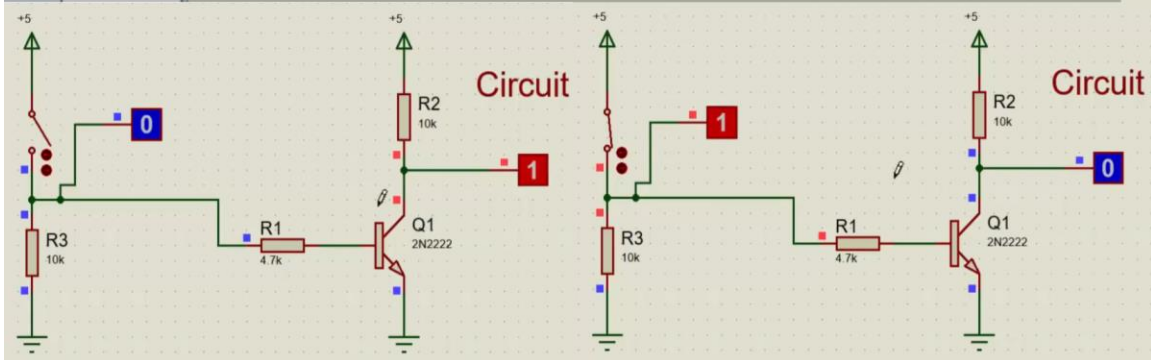 +5
+5
Circuit
R2
10k
0
1
R3
10k
R1
4.7k
Q1
2N2222
+5
+5
Circuit
R2
10k
1
0
R3
10k
R1
4.7k
Q1
2N2222